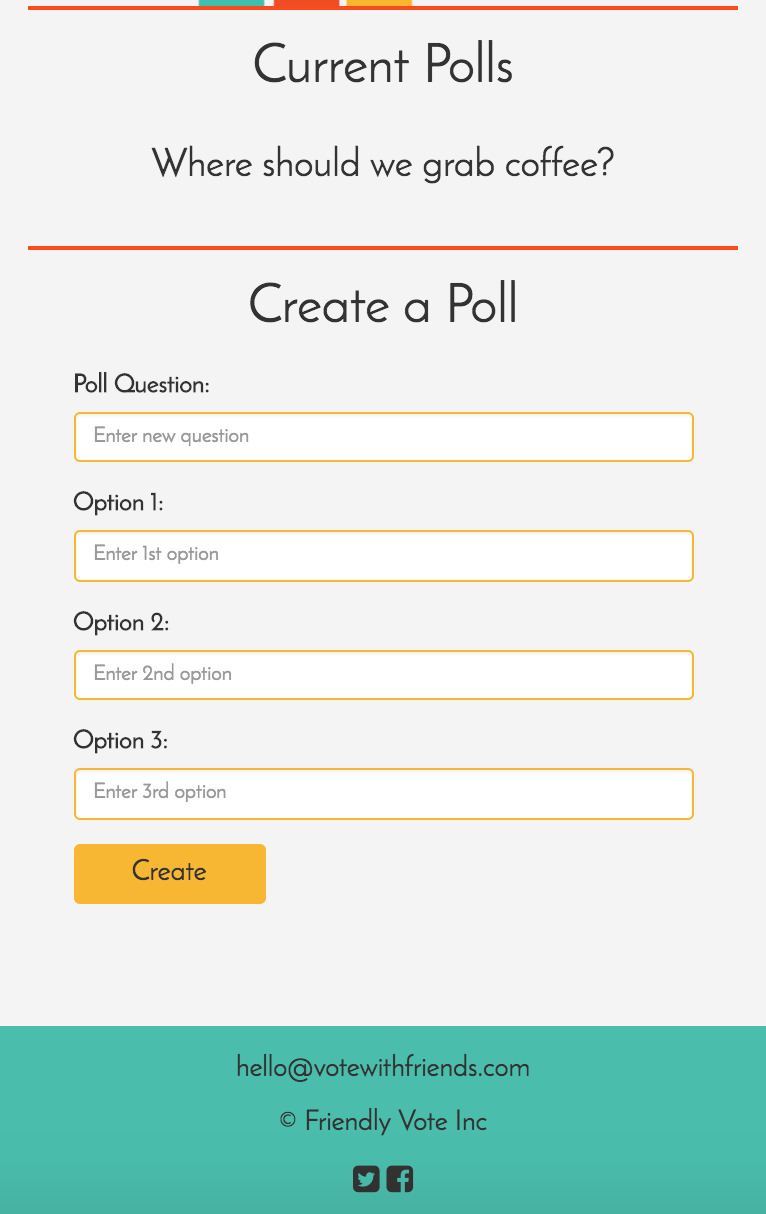 Current Polls
Where should we grab coffee?
Create a Poll
Poll Question:
Enter new question
Option 1:
Enter 1st option
Option 2:
Enter 2nd option
Option 3:
Enter 3rd option
Create
hello@votewithfriends.com
© Friendly Vote Inc